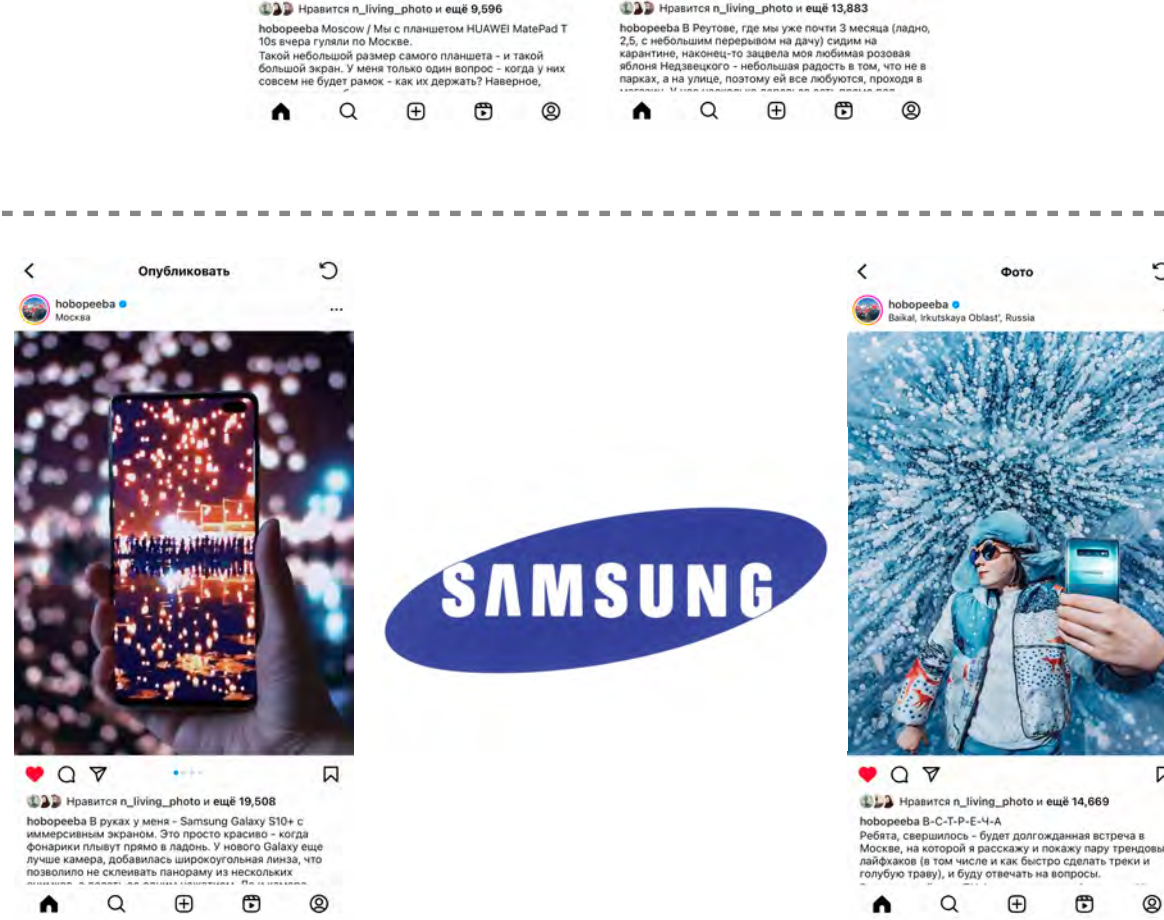 Нравится n_living_photo и ещё 9,596
hobopeeba Moscow / Мы с планшетом HUAWEI MatePad T
10s вчера гуляли по Москве.
Такой небольшой размер самого планшета - и такой
большой экран. У меня только один вопрос - когда у них
совсем не будет рамок - как их держать? Наверное,
Нравится n_living_photo и ещё 13,883
hobopeeba В Реутове, где мы уже почти 3 месяца (ладно,
2,5, с небольшим перерывом на дачу) сидим на
карантине, наконец-то зацвела моя любимая розовая
яблоня Недзвецкого - небольшая радость в том, что не в
парках, а на улице, поэтому ей все любуются, проходя в
Опубликовать
hobopeeba
Москва
Нравится n_living_photo и ещё 19,508
hobopeeba В руках у меня - Samsung Galaxy S10+ с
иммерсивным экраном. Это просто красиво - когда
фонарики плывут прямо в ладонь. У нового Galaxy еще
лучше камера, добавилась широкоугольная линза, что
позволило не склеивать панораму из нескольких
SAMSUNG
Фото
hobopeeba
Baikal, Irkutskaya Oblast', Russia
Нравится n_living_photo и ещё 14,669
hobopeeba В-С-Т-Р-Е-Ч-А
Ребята, свершилось - будет долгожданная встреча в
Москве, на которой я расскажу и покажу пару трендовы
лайфхаков (в том числе и как быстро сделать треки и
голубую траву), и буду отвечать на вопросы.